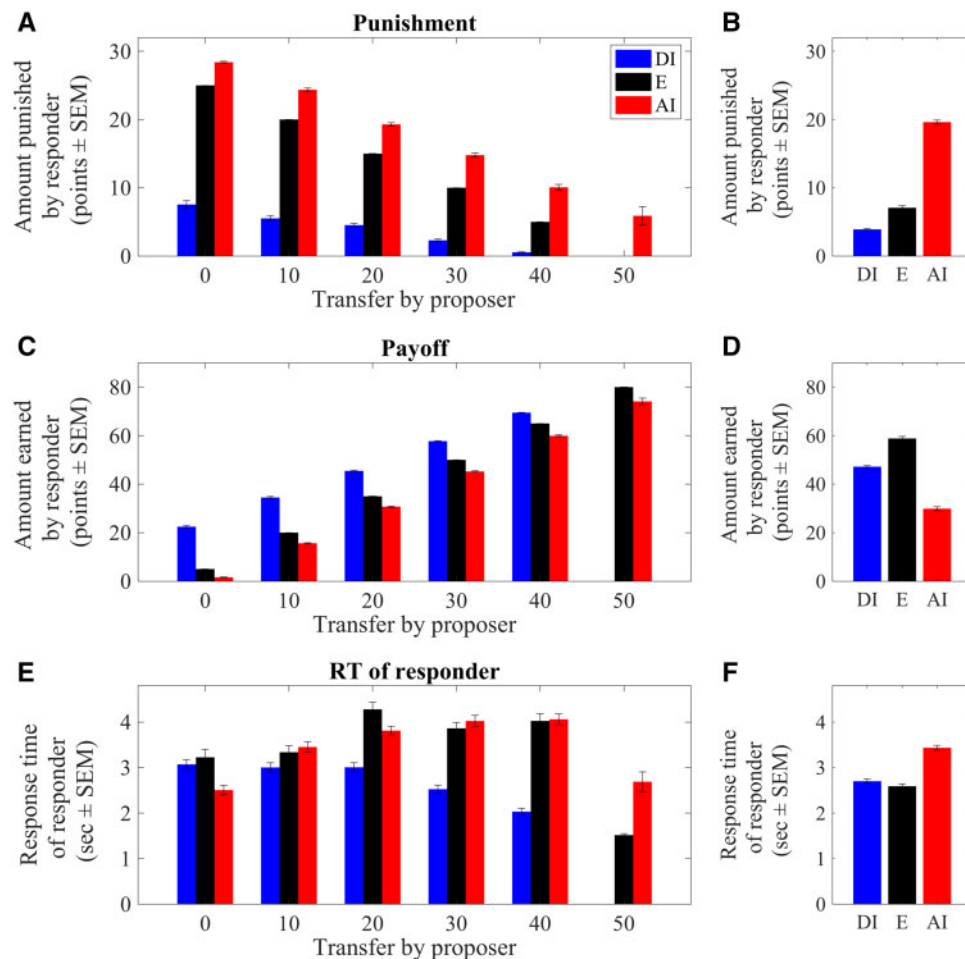 A
Punishment
Amount punished
by responder
(points ± SEM)
30
20
10
0
DI
E
AI
0 10 20 30 40 50
Transfer by proposer
B
Amount punished
by responder
(points ± SEM)
30
20
10
0
DI E AI
C
Payoff
Amount earned
by responder
(points ± SEM)
80
60
40
20
0
0 10 20 30 40 50
Transfer by proposer
D
Amount earned
by responder
(points ± SEM)
80
60
40
20
0
DI E AI
E
RT of responder
Response time
of responder
(sec ± SEM)
4
3
2
1
0
0 10 20 30 40 50
Transfer by proposer
F
Response time
of responder
(sec ± SEM)
4
3
2
1
0
DI E AI